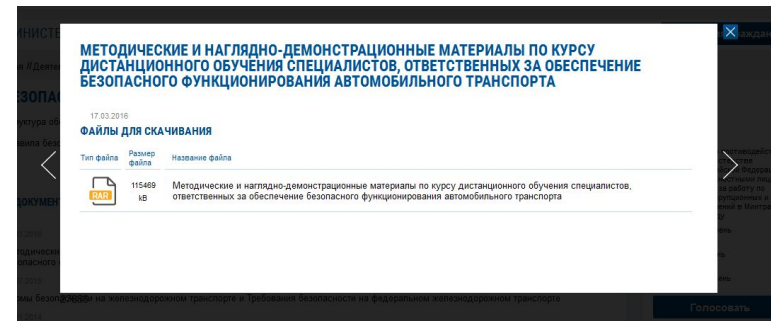 МЕТОДИЧЕСКИЕ И НАГЛЯДНО-ДЕМОНСТРАЦИОННЫЕ МАТЕРИАЛЫ ПО КУРСУ
ДИСТАНЦИОННОГО ОБУЧЕНИЯ СПЕЦИАЛИСТОВ, ОТВЕТСТВЕННЫХ ЗА ОБЕСПЕЧЕНИЕ
БЕЗОПАСНОГО ФУНКЦИОНИРОВАНИЯ АВТОМОБИЛЬНОГО ТРАНСПОРТА
17.03.2016
ФАЙЛЫ ДЛЯ СКАЧИВАНИЯ
Тип файла Размер файла Название файла
RAR
115469
kB
Методические и наглядно-демонстрационные материалы по курсу дистанционного обучения специалистов,
ответственных за обеспечение безопасного функционирования автомобильного транспорта
на железнодорожном транспорте и Требования безопасности на федеральном железнодорожном транспорте
Голосовать